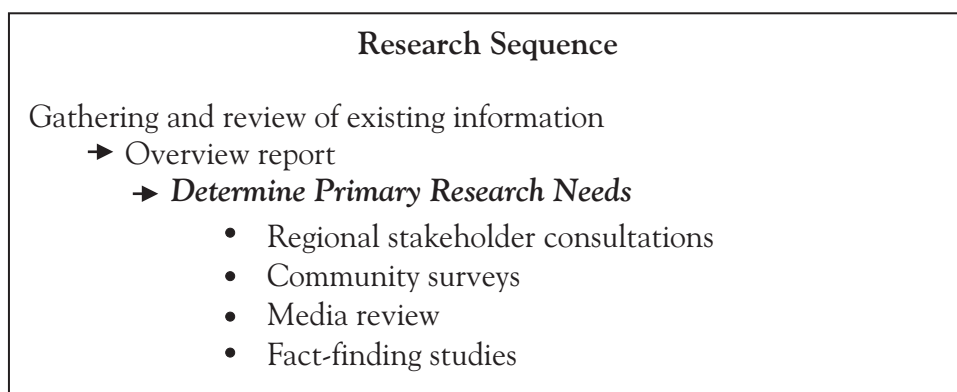 Research Sequence
Gathering and review of existing information
➔ Overview report
➔ Determine Primary Research Needs
• Regional stakeholder consultations
• Community surveys
• Media review
• Fact-finding studies